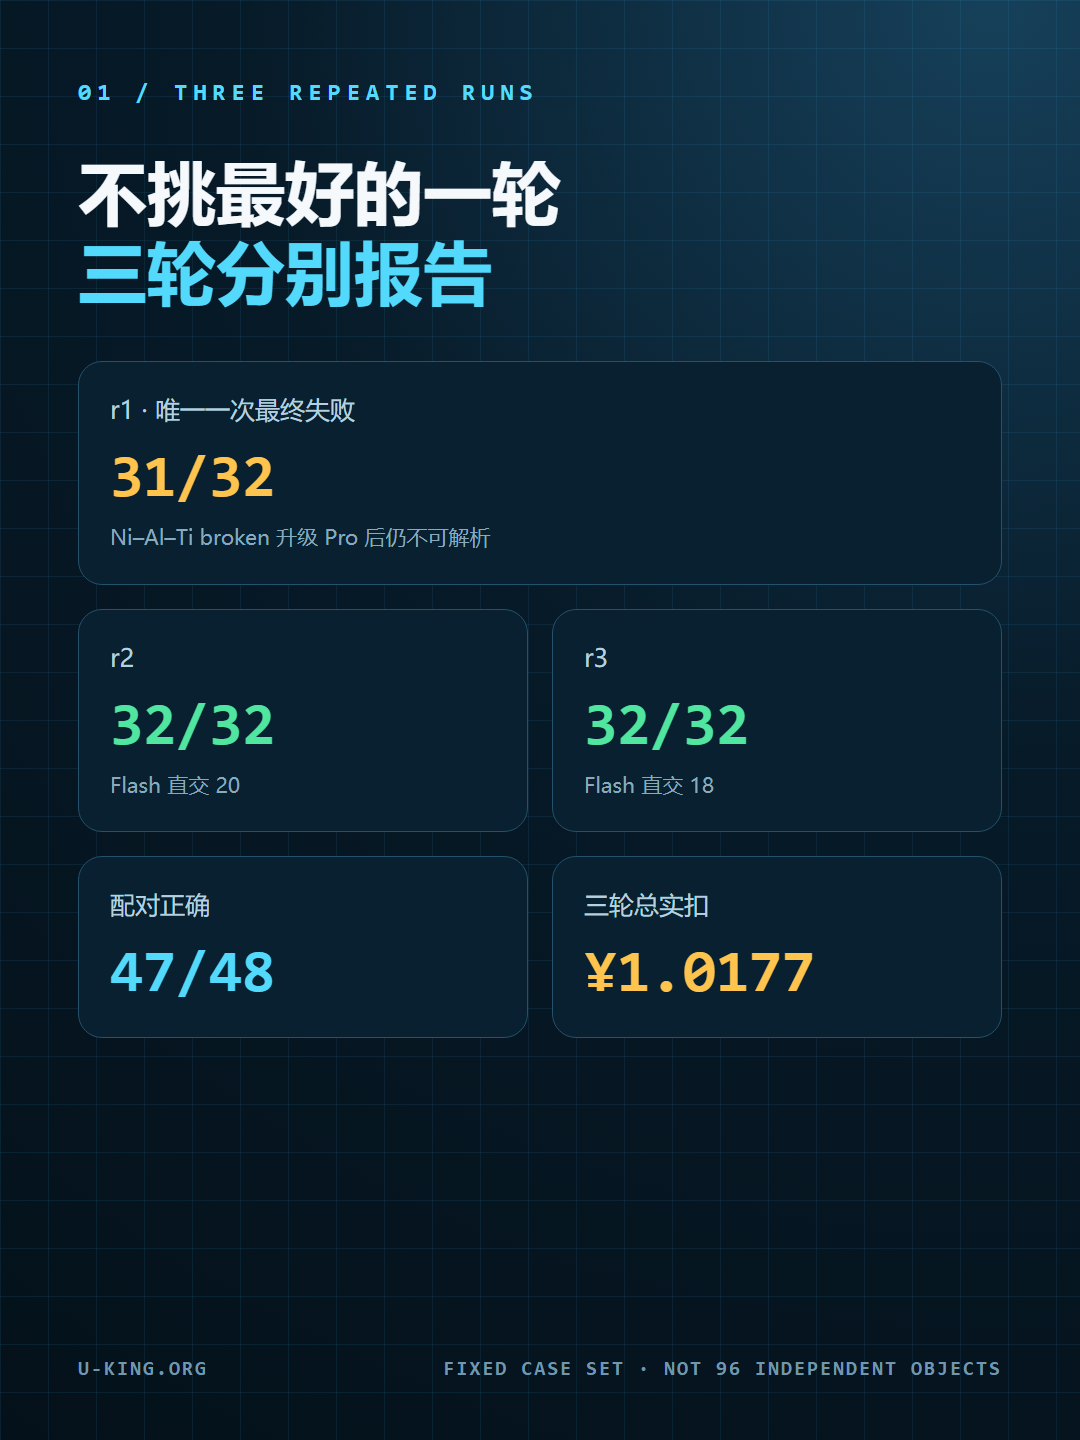 01 / THREE REPEATED RUNS
不挑最好的一轮
三轮分别报告
r1 · 唯一一次最终失败
31/32
Ni–Al–Ti broken 升级 Pro 后仍不可解析
r2
32/32
Flash 直交 20
r3
32/32
Flash 直交 18
配对正确
47/48
三轮总实扣
¥1.0177
U-KING.ORG
FIXED CASE SET · NOT 96 INDEPENDENT OBJECTS